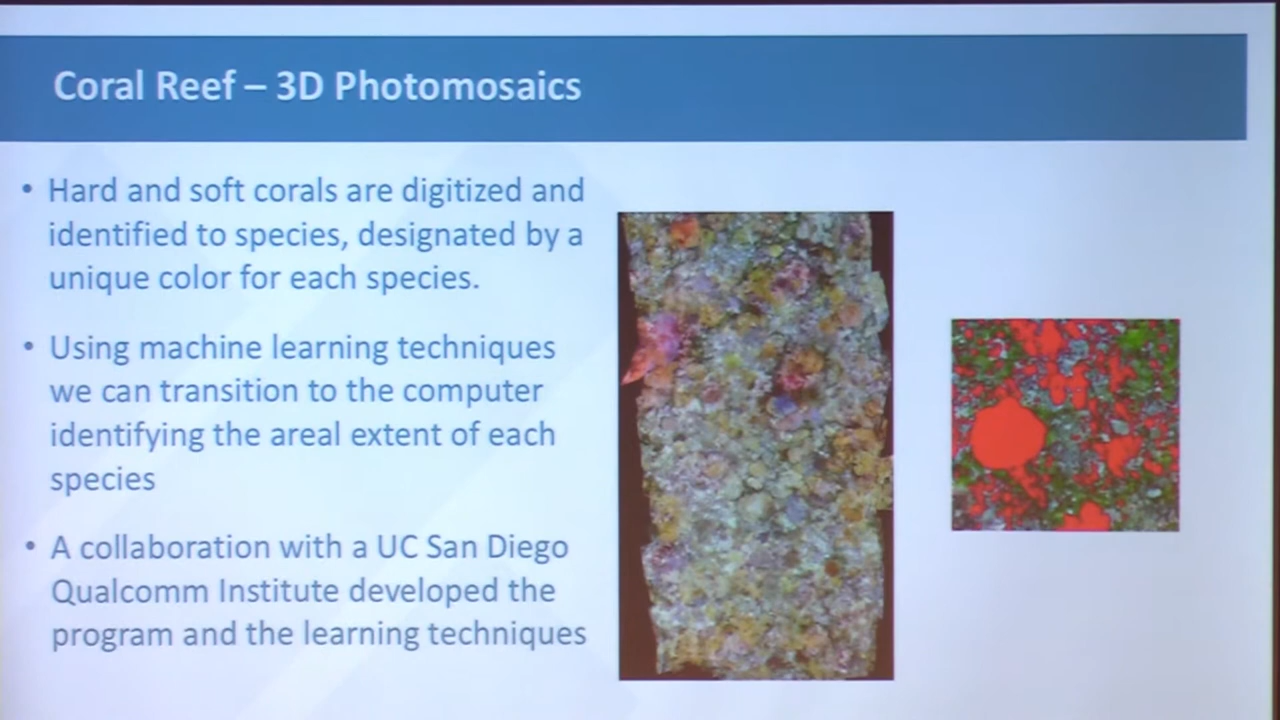 Coral Reef – 3D Photomosaics
• Hard and soft corals are digitized and
identified to species, designated by a
unique color for each species.
• Using machine learning techniques
we can transition to the computer
identifying the areal extent of each
species
• A collaboration with a UC San Diego
Qualcomm Institute developed the
program and the learning techniques